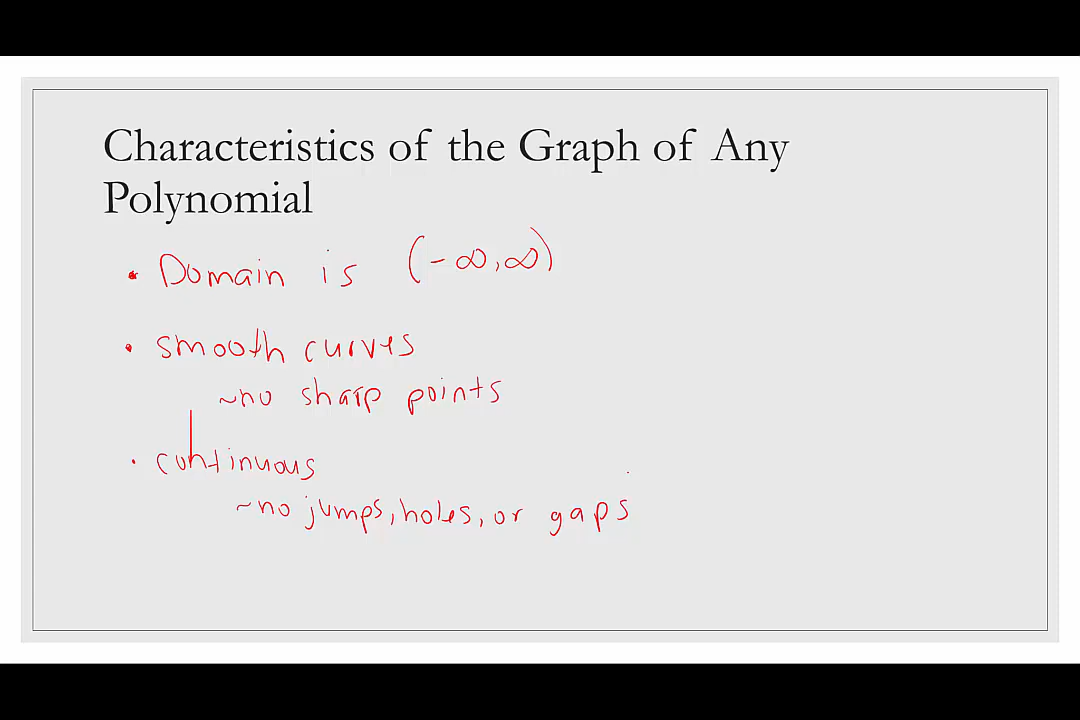 Characteristics of the Graph of Any
Polynomial
• Domain is (-∞,∞)
• smooth curves
~no sharp points
• continuous
~no jumps, holes, or gaps